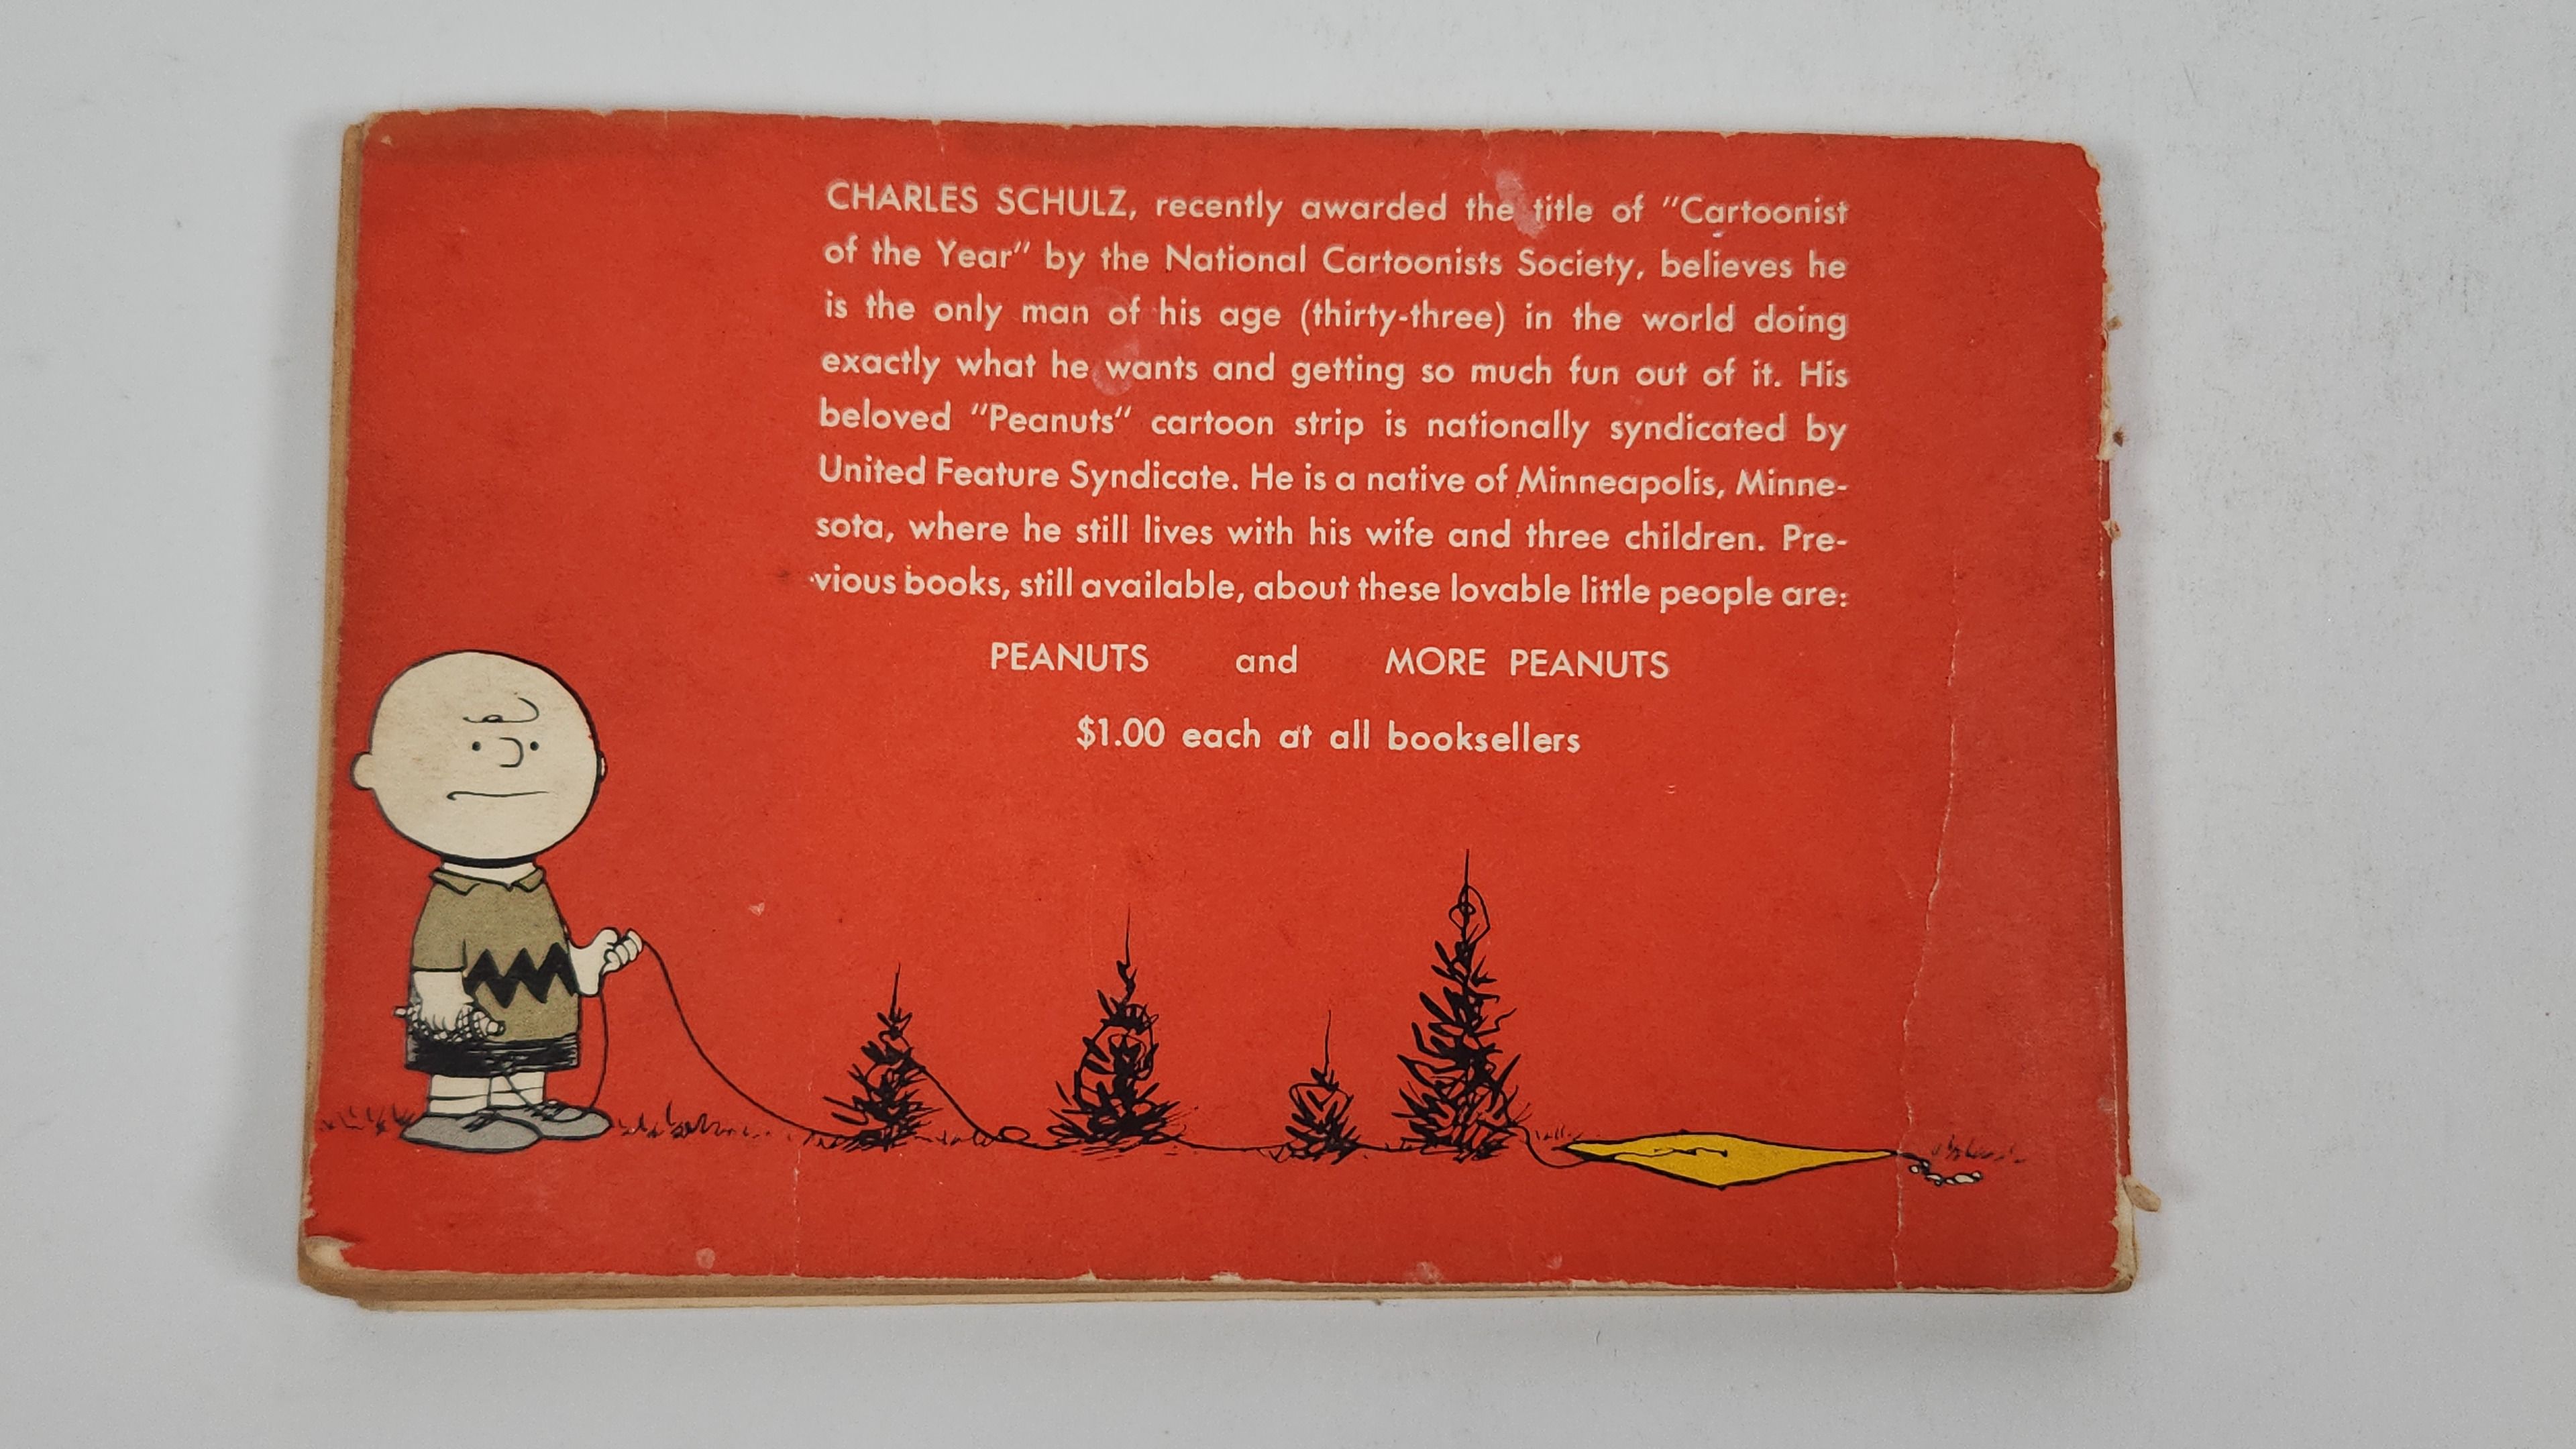 CHARLES SCHULZ, recently awarded the title of "Cartoonist
of the Year" by the National Cartoonists Society, believes he
is the only man of his age (thirty-three) in the world doing
exactly what he wants and getting so much fun out of it. His
beloved "Peanuts" cartoon strip is nationally syndicated by
United Feature Syndicate. He is a native of Minneapolis, Minne-
sota, where he still lives with his wife and three children. Pre-
vious books, still available, about these lovable little people are:
PEANUTS and MORE PEANUTS
$1.00 each at all booksellers